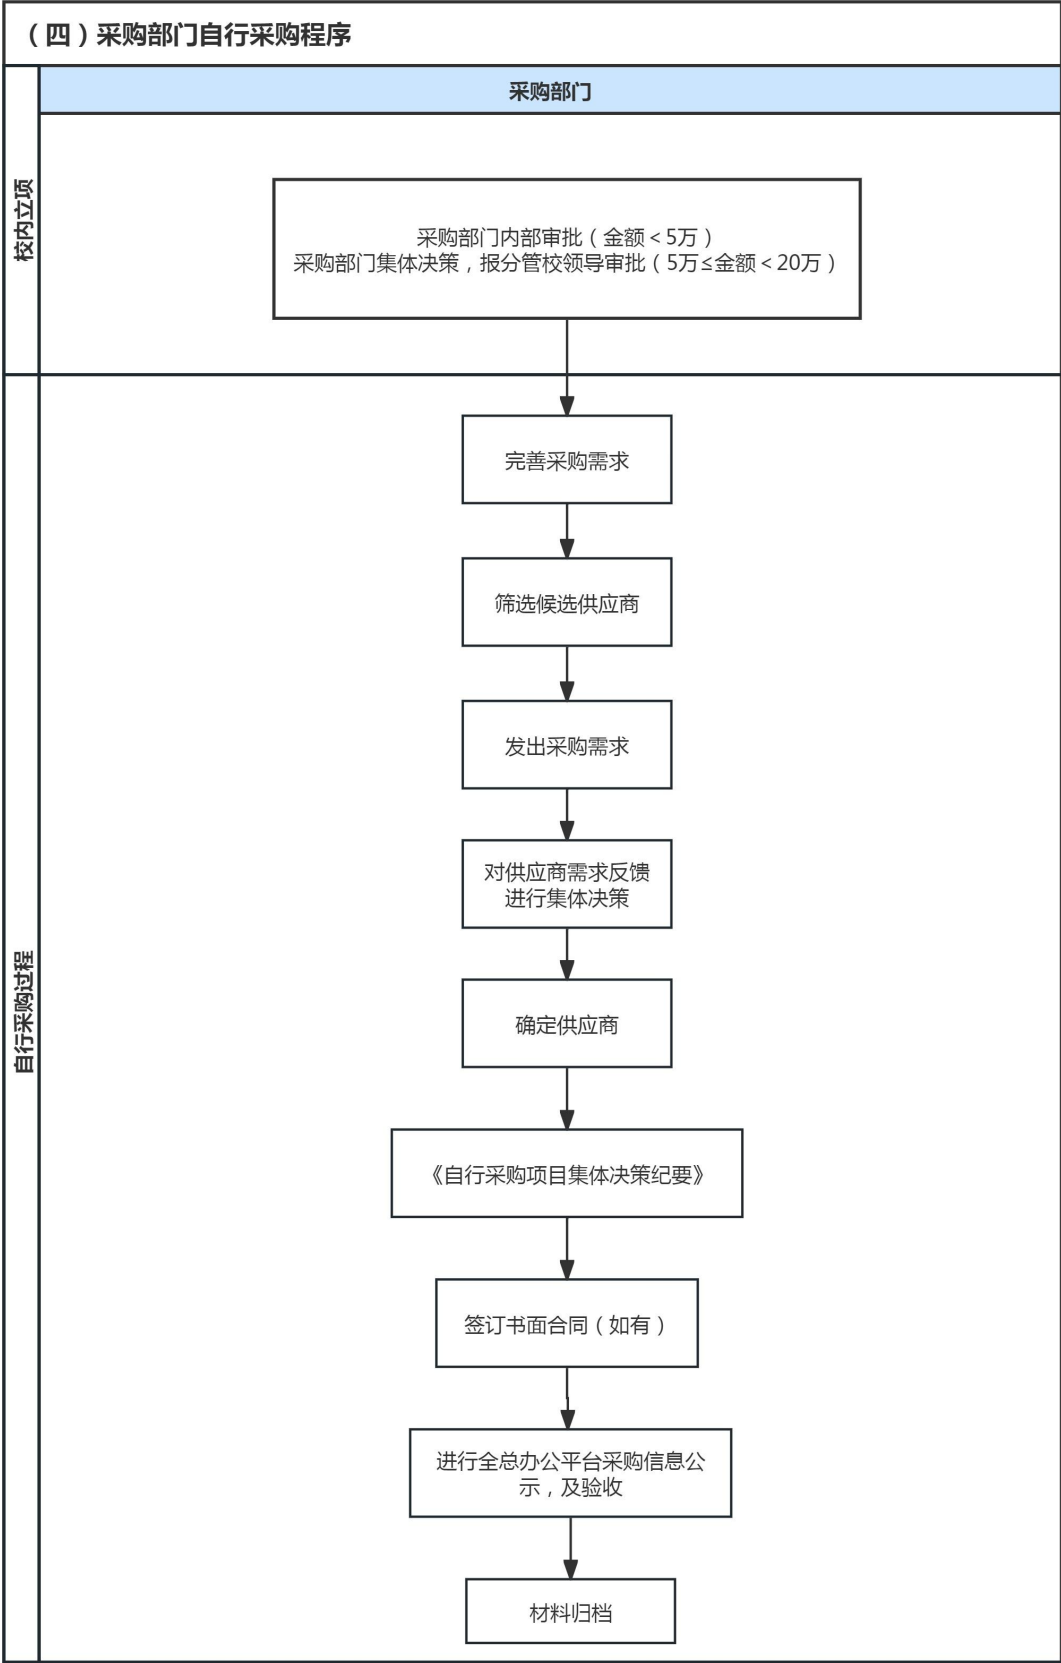 （四）采购部门自行采购程序
采购部门
校内立项
采购部门内部审批（金额＜5万）
采购部门集体决策，报分管校领导审批（5万≤金额＜20万）
自行采购过程
完善采购需求
筛选候选供应商
发出采购需求
对供应商需求反馈
进行集体决策
确定供应商
《自行采购项目集体决策纪要》
签订书面合同（如有）
进行全总办公平台采购信息公
示，及验收
材料归档